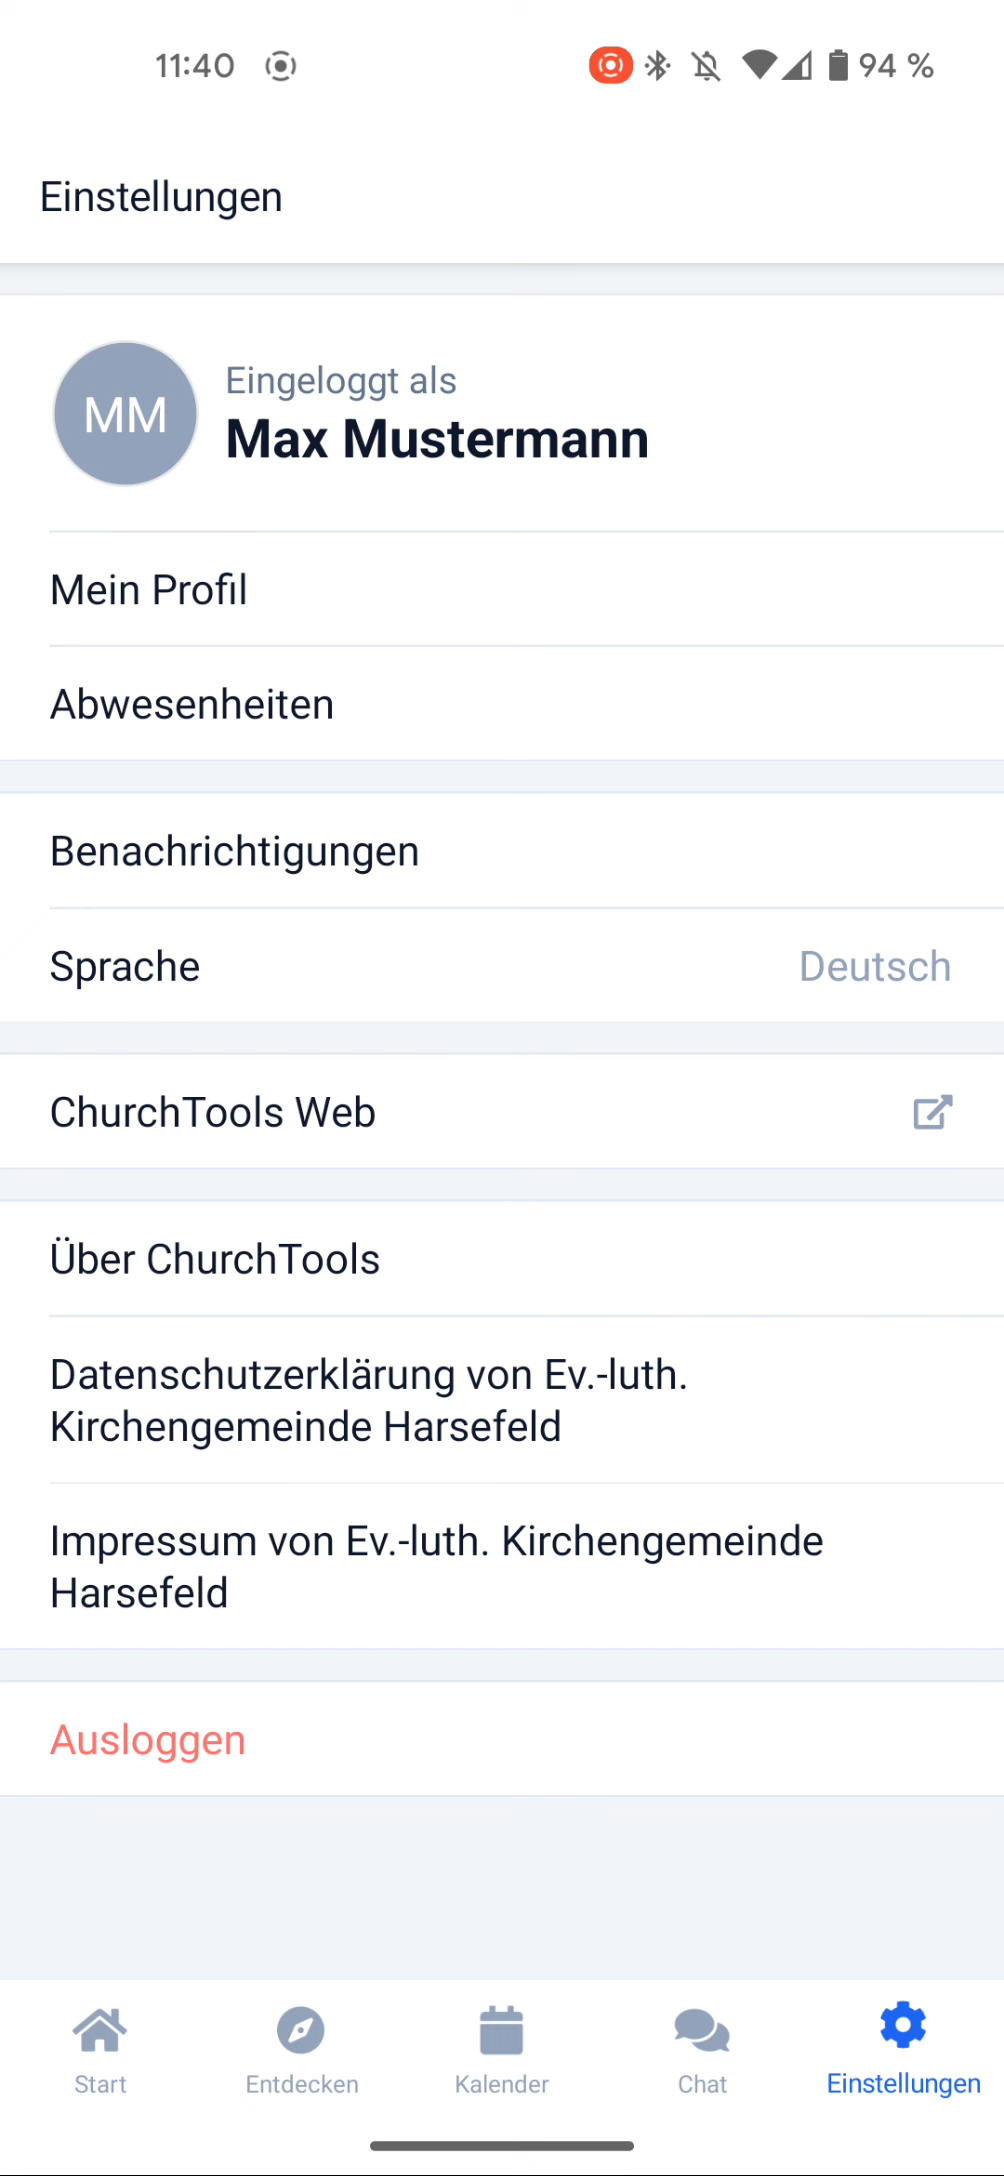 11:40
94 %
Einstellungen
MM
Eingeloggt als
Max Mustermann
Mein Profil
Abwesenheiten
Benachrichtigungen
Sprache
Deutsch
ChurchTools Web
Über ChurchTools
Datenschutzerklärung von Ev.-luth.
Kirchengemeinde Harsefeld
Impressum von Ev.-luth. Kirchengemeinde
Harsefeld
Ausloggen
Start
Entdecken
Kalender
Chat
Einstellungen